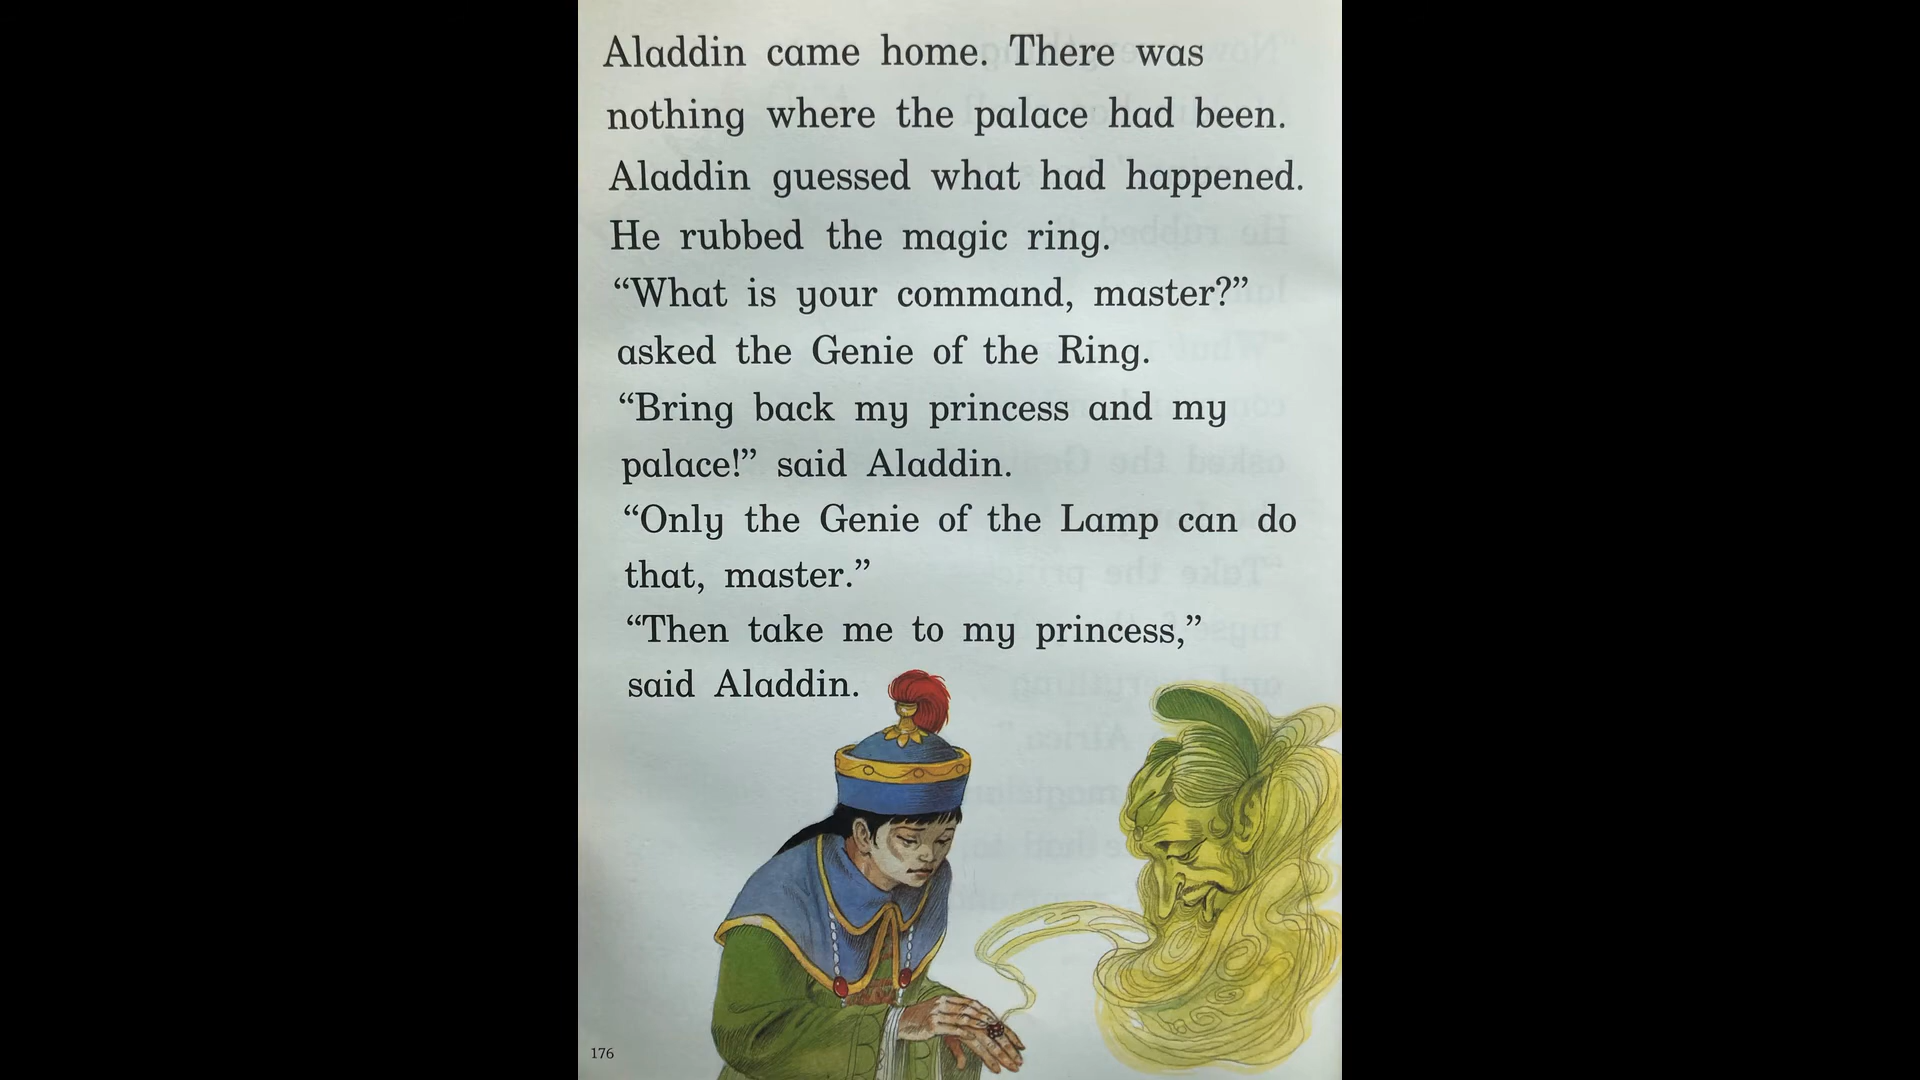 Aladdin came home. There was
nothing where the palace had been.
Aladdin guessed what had happened.
He rubbed the magic ring.
“What is your command, master?”
asked the Genie of the Ring.
“Bring back my princess and my
palace!” said Aladdin.
“Only the Genie of the Lamp can do
that, master.”
“Then take me to my princess,”
said Aladdin.
176